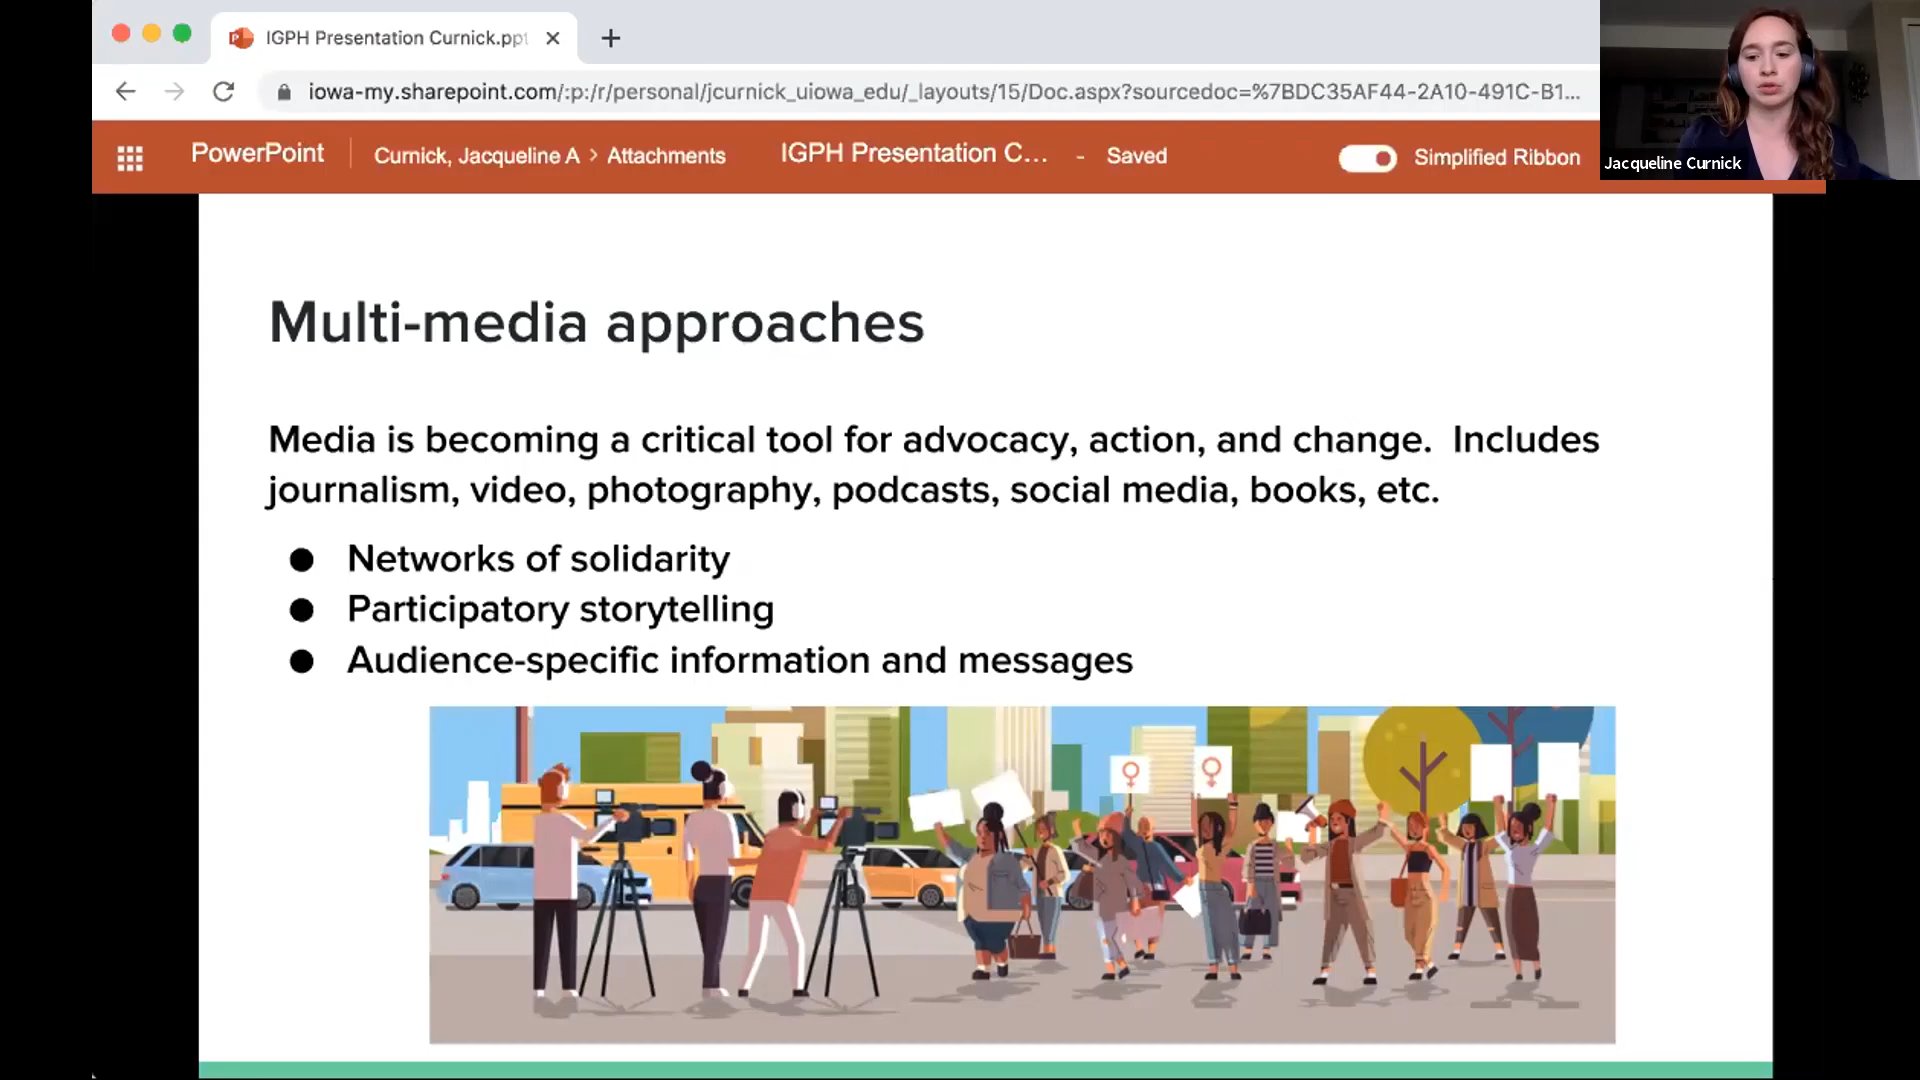 IGPH Presentation Curnick.ppt
iowa-my.sharepoint.com/:p:/r/personal/jcurnick_uiowa_edu/_layouts/15/Doc.aspx?sourcedoc=%7BDC35AF44-2A10-491C-B1...
PowerPoint
Curnick, Jacqueline A > Attachments
IGPH Presentation C... - Saved
Simplified Ribbon
Jacqueline Curnick
Multi-media approaches
Media is becoming a critical tool for advocacy, action, and change. Includes
journalism, video, photography, podcasts, social media, books, etc.
● Networks of solidarity
● Participatory storytelling
● Audience-specific information and messages